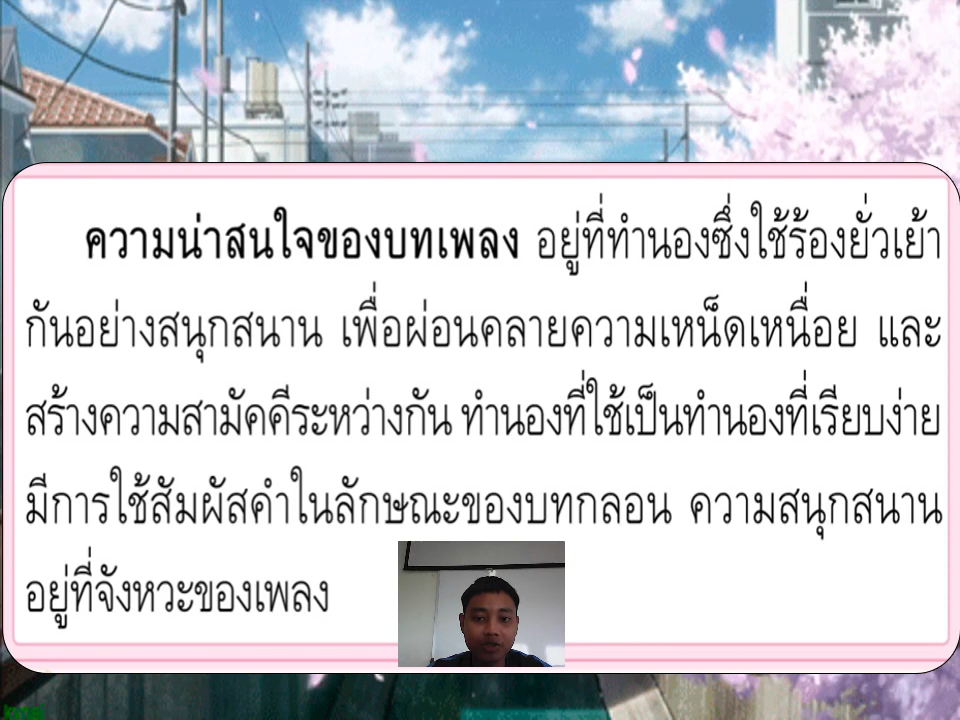 ความน่าสนใจของบทเพลง อยู่ที่ทำนองซึ่งใช้ร้องยั่วเย้า
กันอย่างสนุกสนาน เพื่อผ่อนคลายความเหน็ดเหนื่อย และ
สร้างความสามัคคีระหว่างกัน ทำนองที่ใช้เป็นทำนองที่เรียบง่าย
มีการใช้สัมผัสคำในลักษณะของบทกลอน ความสนุกสนาน
อยู่ที่จังหวะของเพลง